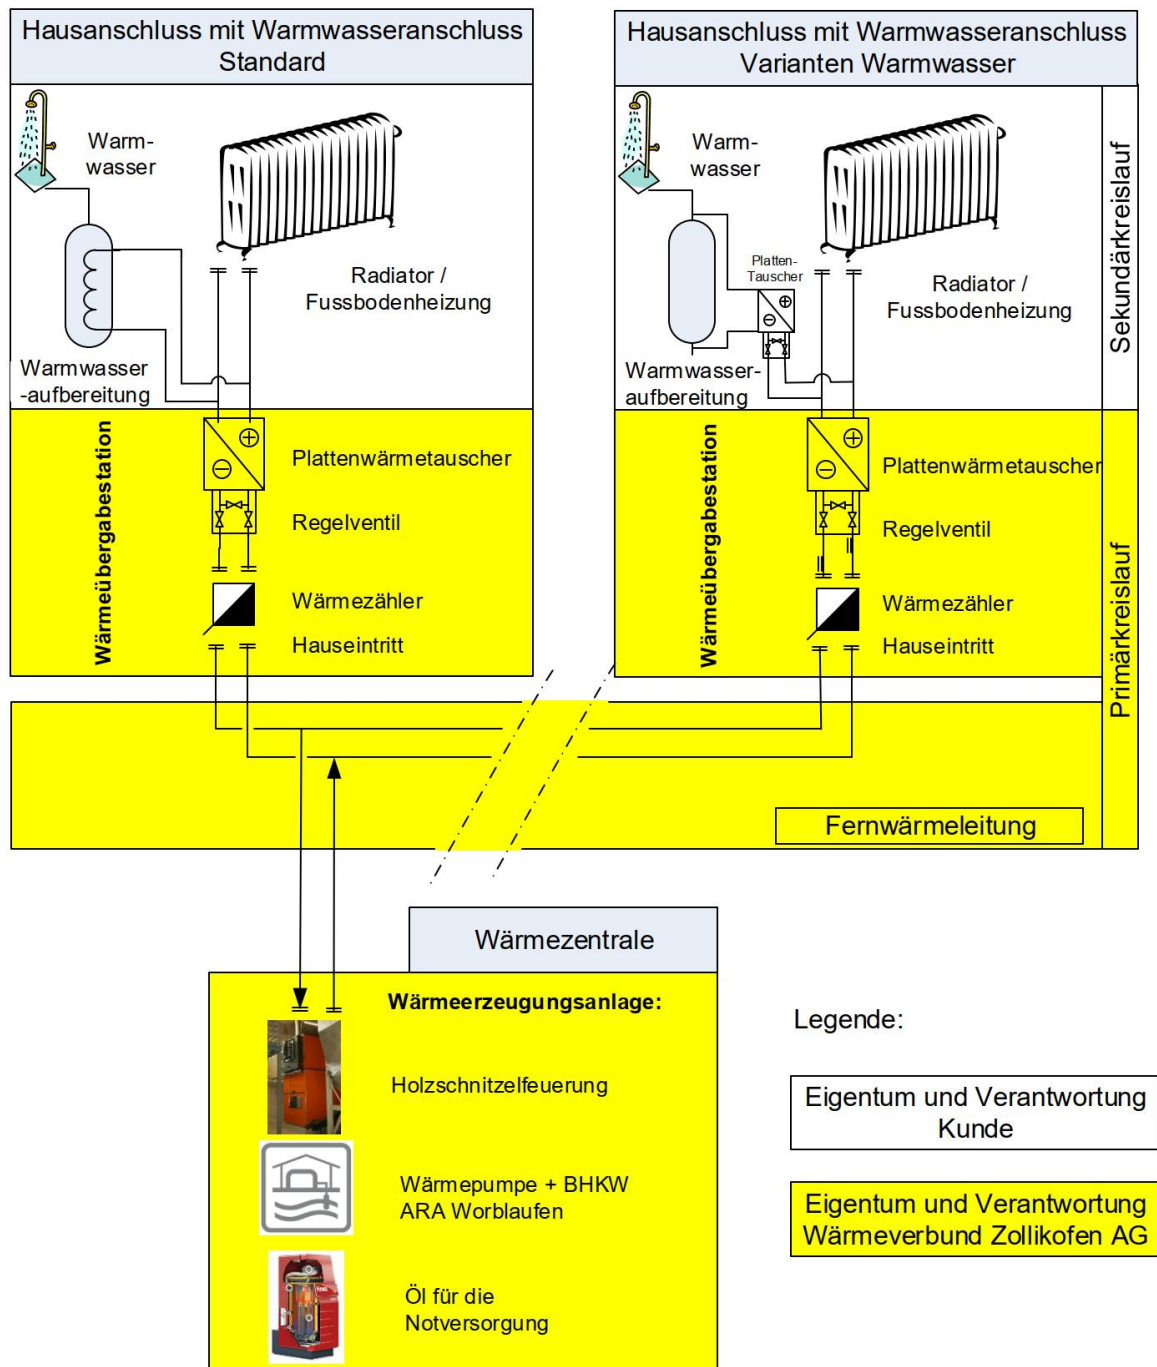 Hausanschluss mit Warmwasseranschluss
Standard
Warm-
wasser
Radiator /
Fussbodenheizung
Warmwasser
-aufbereitung
Wärmeübergabestation
Plattenwärmetauscher
Regelventil
Wärmezähler
Hauseintritt
Hausanschluss mit Warmwasseranschluss
Varianten Warmwasser
Warm-
wasser
Platten-
Tauscher
Radiator /
Fussbodenheizung
Warmwasser-
aufbereitung
Sekundärkreislauf
Wärmeübergabestation
Plattenwärmetauscher
Regelventil
Wärmezähler
Hauseintritt
Primärkreislauf
Fernwärmeleitung
Wärmezentrale
Wärmeerzeugungsanlage:
Holzschnitzelfeuerung
Wärmepumpe + BHKW
ARA Worblaufen
Öl für die
Notversorgung
Legende:
Eigentum und Verantwortung
Kunde
Eigentum und Verantwortung
Wärmeverbund Zollikofen AG